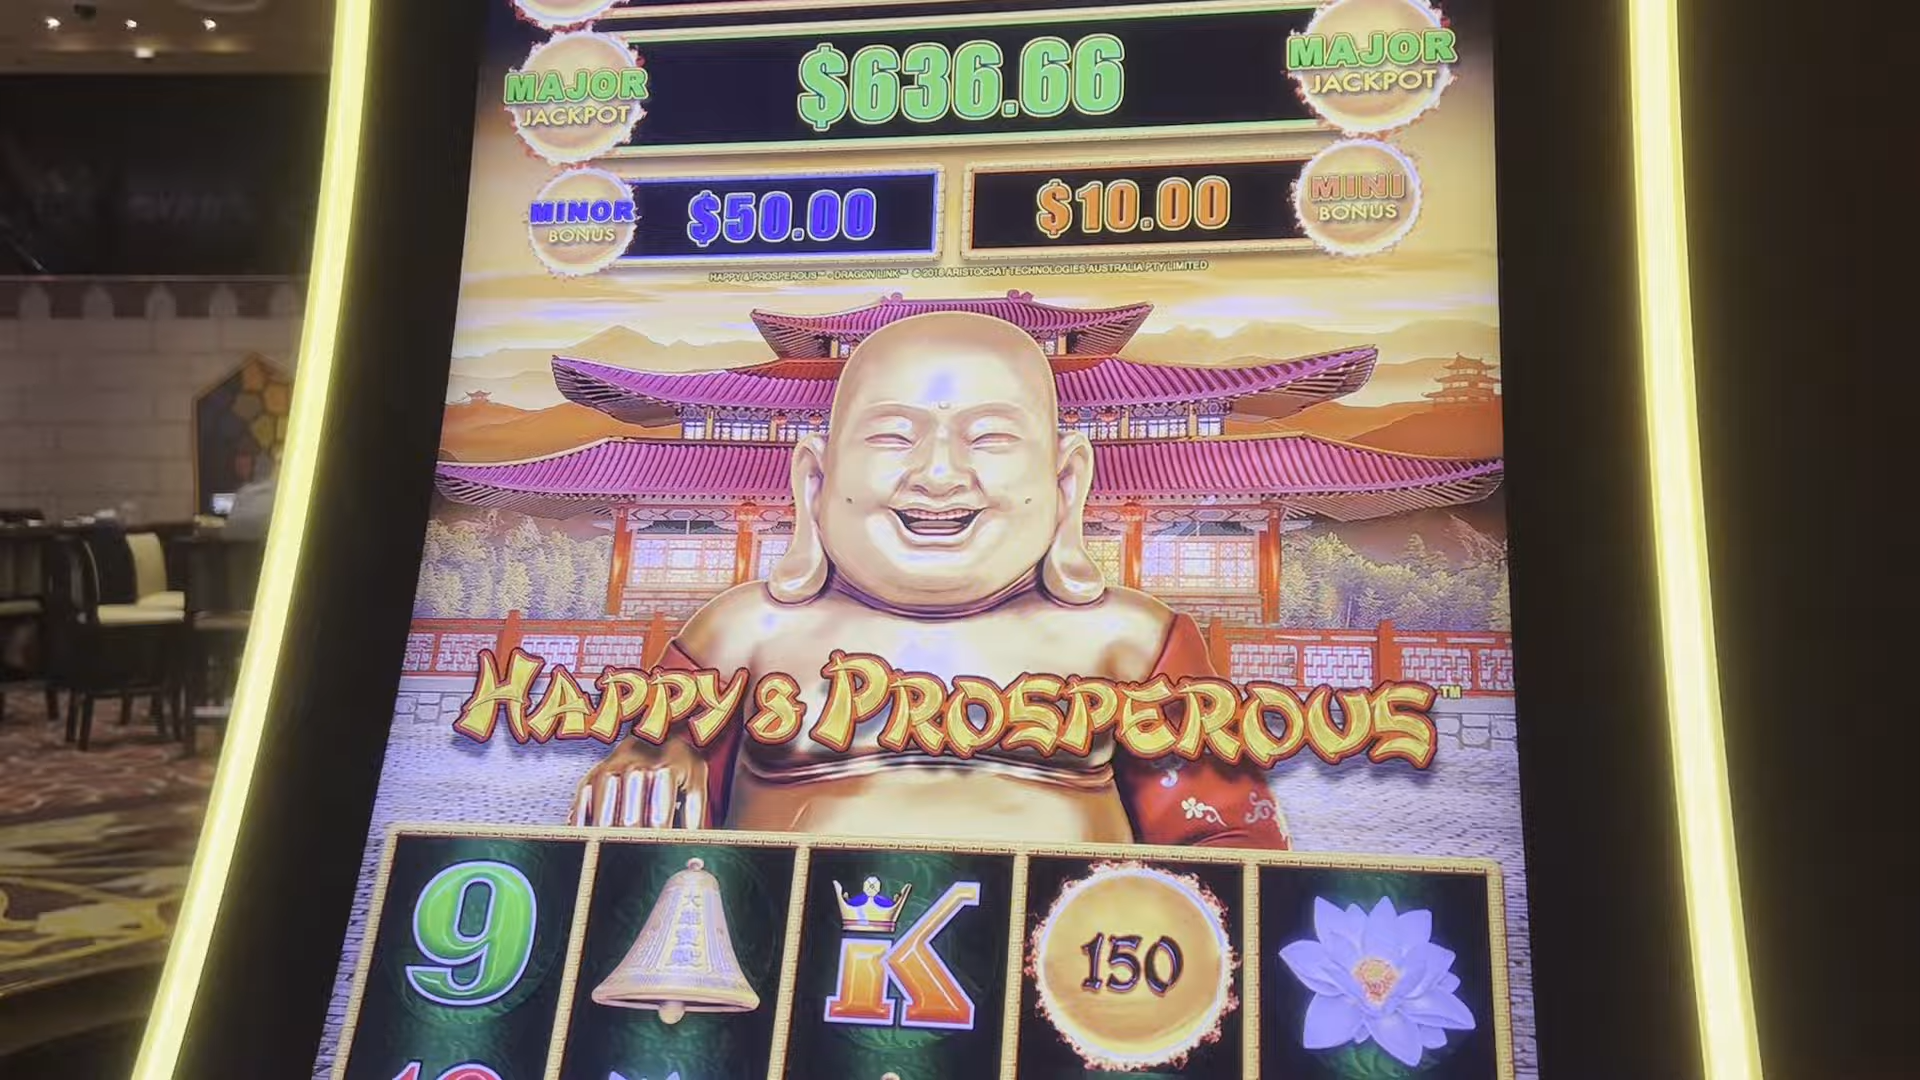 MAJOR
JACKPOT
$636.66
MAJOR
JACKPOT
MINOR
BONUS
$50.00
$10.00
MINI
BONUS
HAPPY & PROSPEROUS™ • DRAGON LINK™ © 2018 ARISTOCRAT TECHNOLOGIES AUSTRALIA PTY LIMITED
HAPPY & PROSPEROUS™
9
K
150